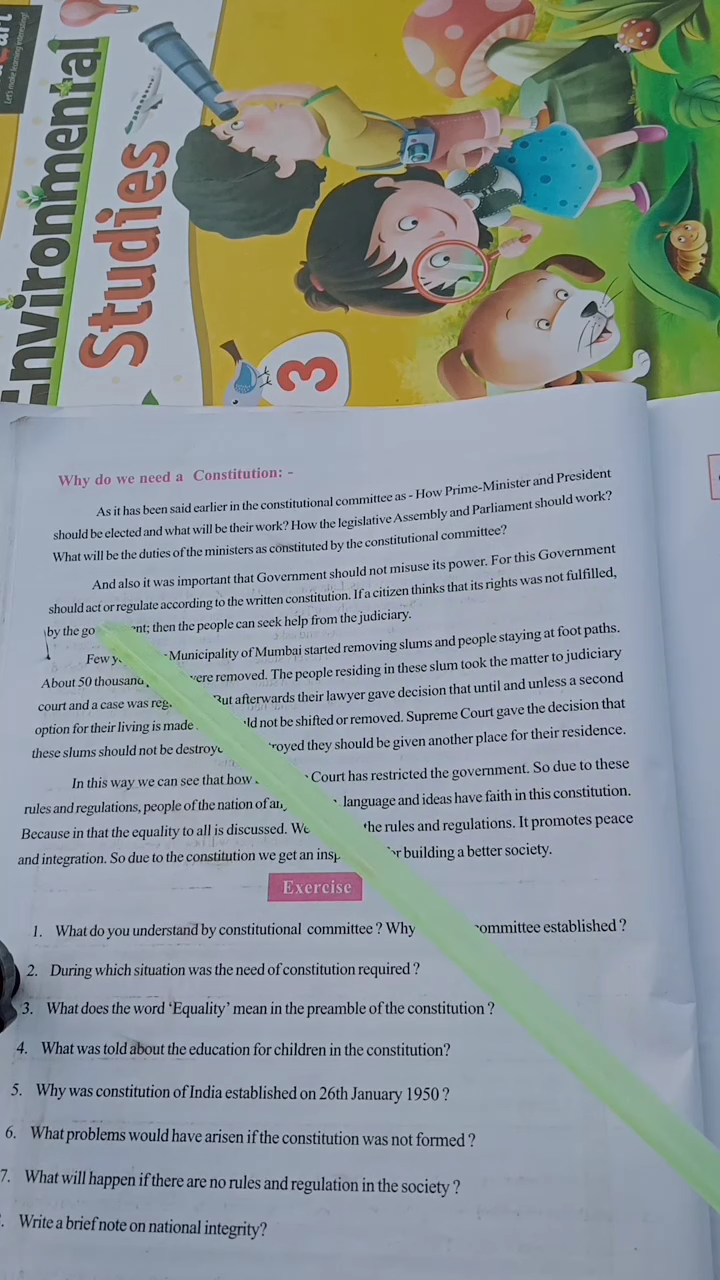 Let's make learning interesting!
Environmental
Studies
3
Why do we need a Constitution: -
As it has been said earlier in the constitutional committee as - How Prime-Minister and President
should be elected and what will be their work? How the legislative Assembly and Parliament should work?
What will be the duties of the ministers as constituted by the constitutional committee?
And also it was important that Government should not misuse its power. For this Government
should act or regulate according to the written constitution. If a citizen thinks that its rights was not fulfilled,
by the go nt; then the people can seek help from the judiciary.
Few y Municipality of Mumbai started removing slums and people staying at foot paths.
About 50 thousand were removed. The people residing in these slum took the matter to judiciary
court and a case was reg. But afterwards their lawyer gave decision that until and unless a second
option for their living is made ld not be shifted or removed. Supreme Court gave the decision that
these slums should not be destroye troyed they should be given another place for their residence.
In this way we can see that how Court has restricted the government. So due to these
rules and regulations, people of the nation of any language and ideas have faith in this constitution.
Because in that the equality to all is discussed. We the rules and regulations. It promotes peace
and integration. So due to the constitution we get an insp for building a better society.
Exercise
1. What do you understand by constitutional committee ? Why committee established ?
2. During which situation was the need of constitution required ?
3. What does the word ‘Equality’ mean in the preamble of the constitution ?
4. What was told about the education for children in the constitution?
5. Why was constitution of India established on 26th January 1950 ?
6. What problems would have arisen if the constitution was not formed ?
7. What will happen if there are no rules and regulation in the society ?
. Write a brief note on national integrity?